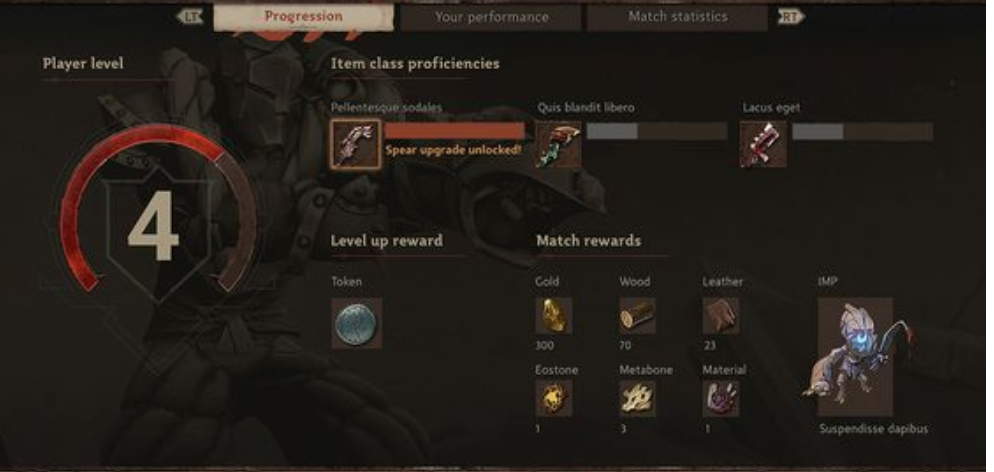 LT Progression Your performance Match statistics RT
Player level
Item class proficiencies
Pellentesque sodales Quis blandit libero Lacus eget
Spear upgrade unlocked!
4
Level up reward
Match rewards
Token
Gold Wood Leather IMP
300 70 23
Eostone Metabone Material
1 3 1
Suspendisse dapibus